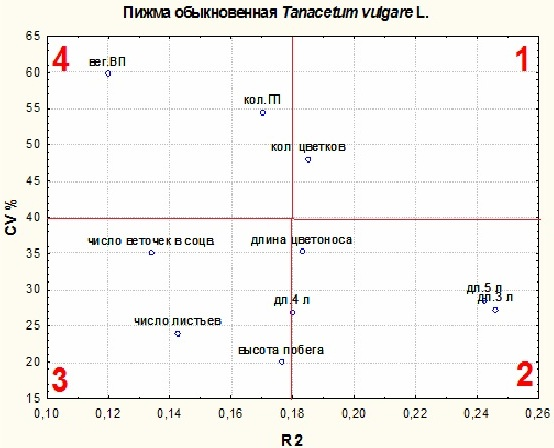 Пижма обыкновенная Tanacetum vulgare L.
65
4
1
вег.ВП
60
кол.ГП
55
50
кол. цветков
45
CV %
40
число веточек в соцв.
длина цветоноса
35
дл.5 л
30
дл.4 л
дл.3 л
25
число листьев
высота побега
20
3
2
15
0,10 0,12 0,14 0,16 0,18 0,20 0,22 0,24 0,26
R2